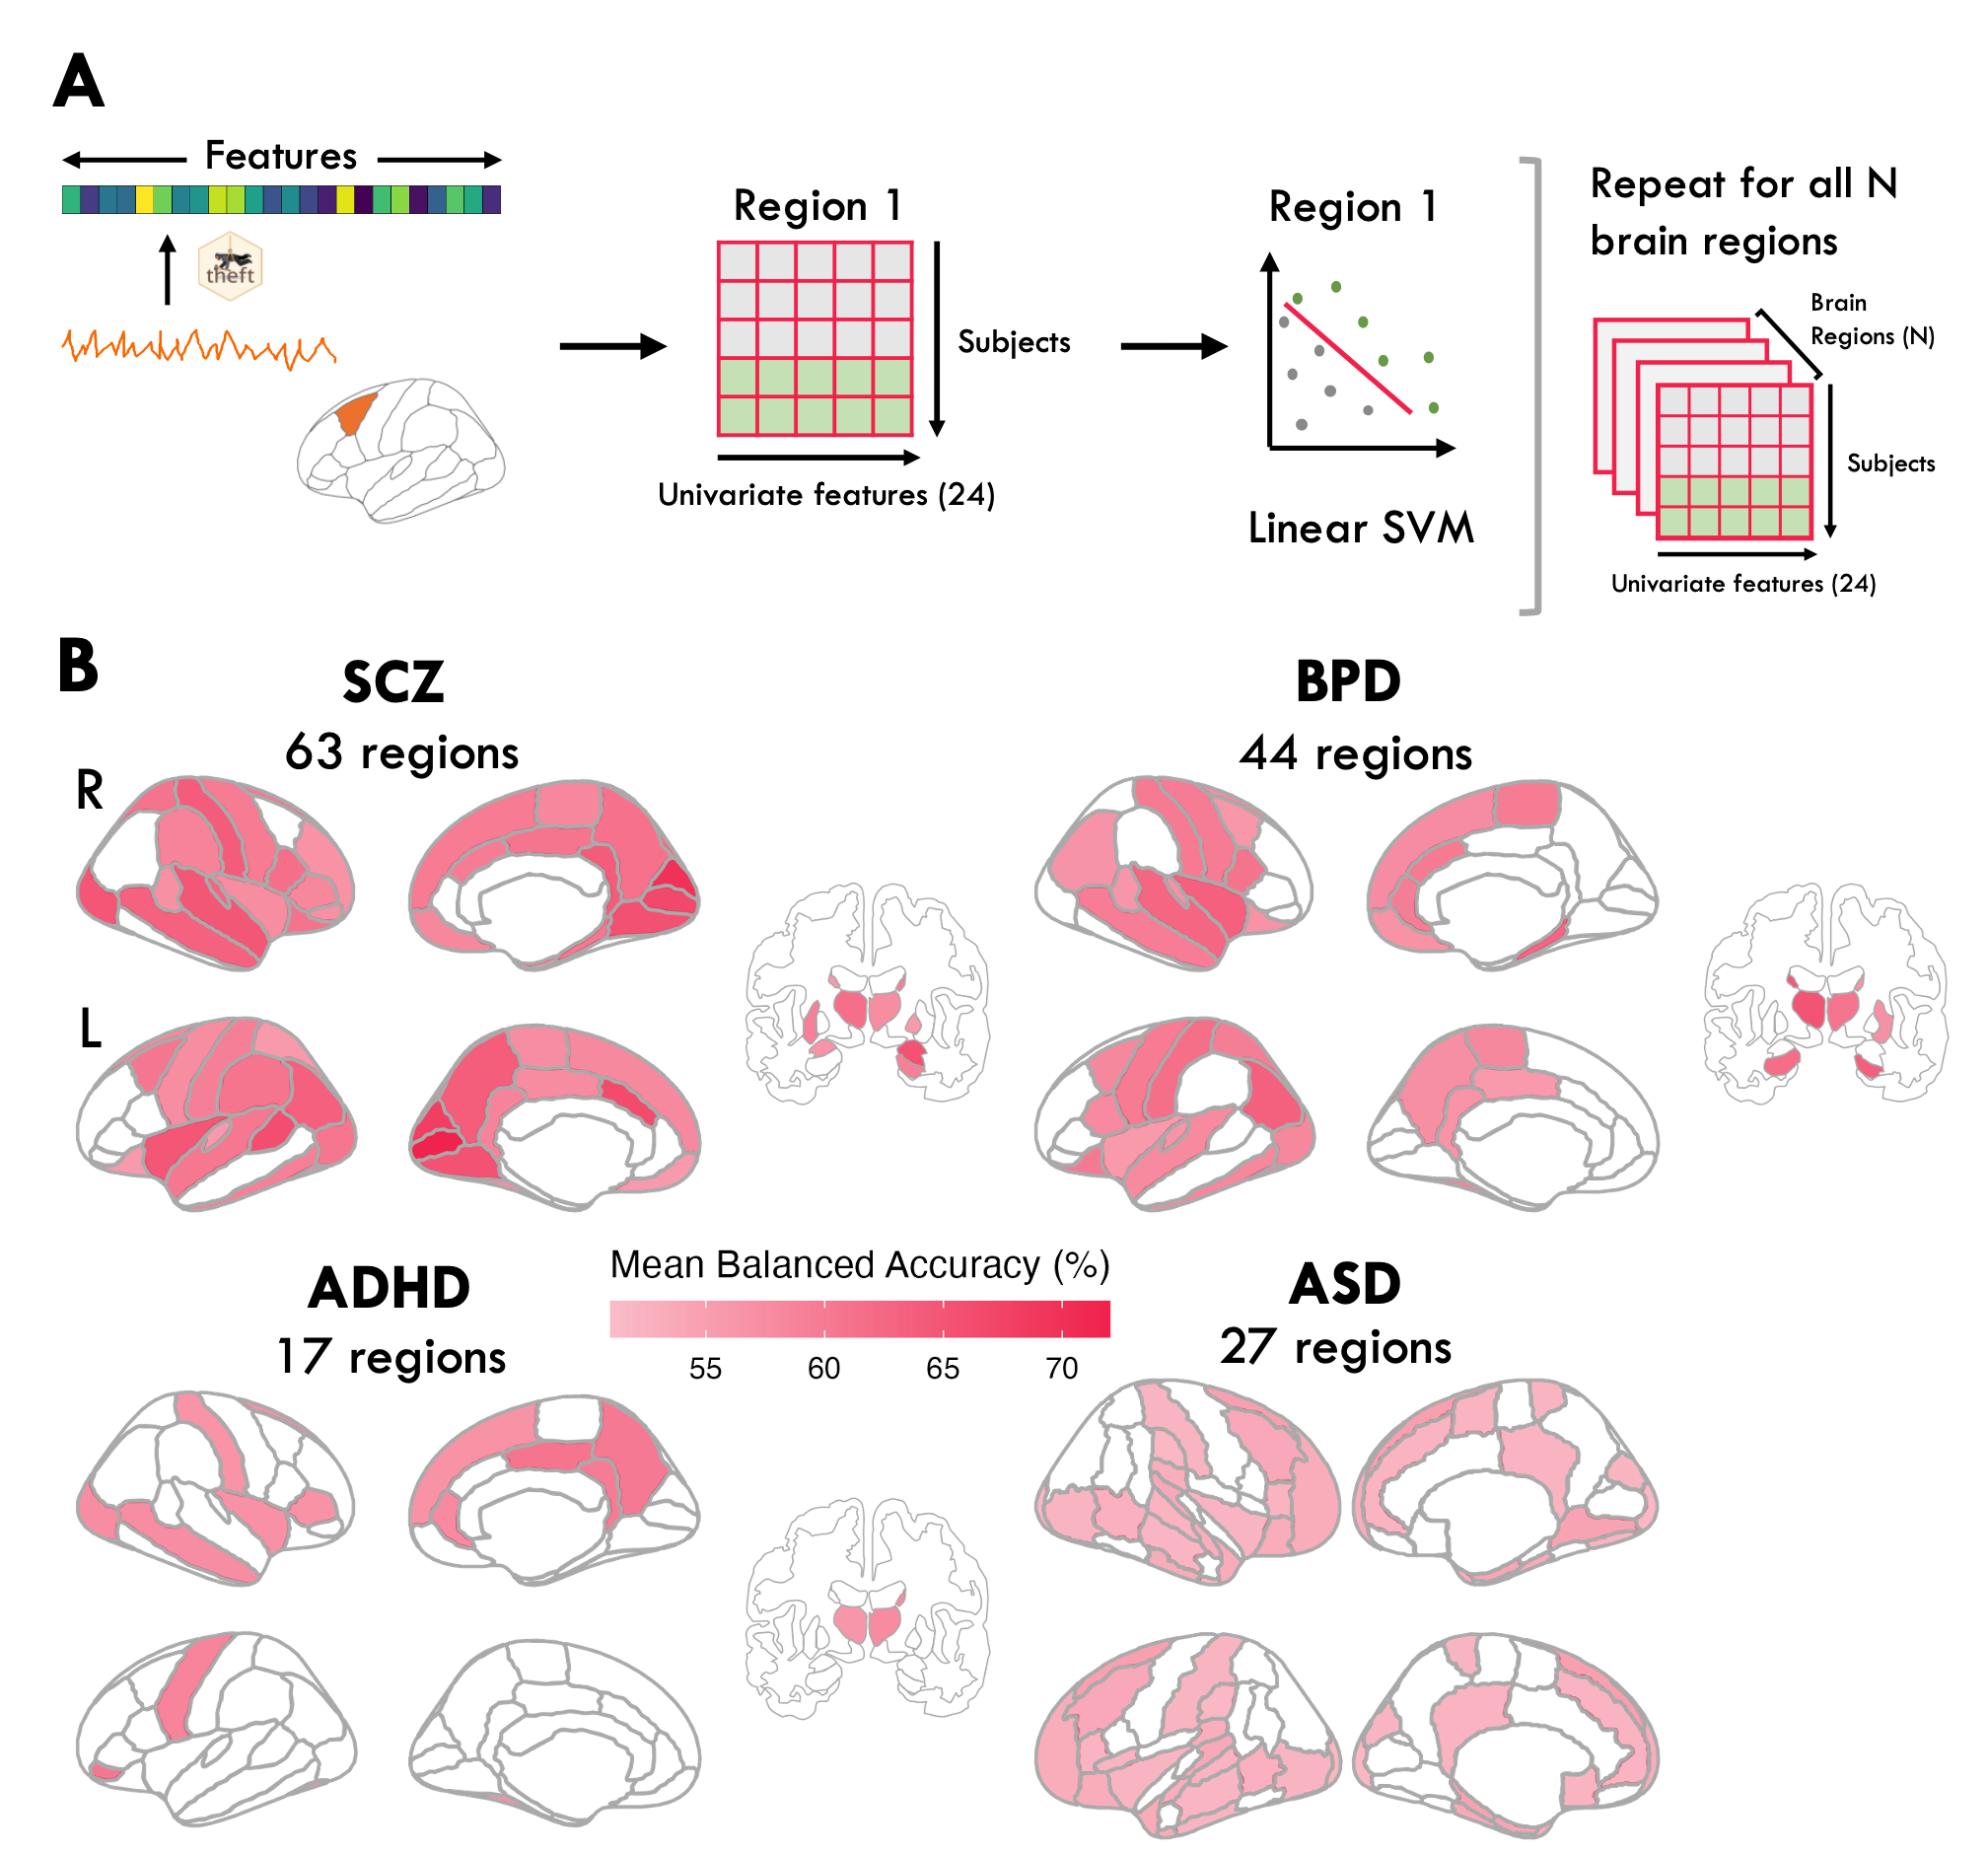 A
Features
theft
Region 1
Subjects
Univariate features (24)
Region 1
Linear SVM
Repeat for all N
brain regions
Brain
Regions (N)
Subjects
Univariate features (24)
B
SCZ
63 regions
R
L
BPD
44 regions
ADHD
17 regions
Mean Balanced Accuracy (%)
55 60 65 70
ASD
27 regions